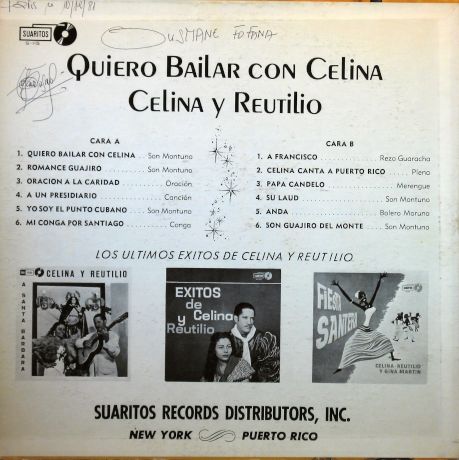 10/12/81
OUSMANE FOFANA
SUARITOS
S-115
QUIERO BAILAR CON CELINA
CELINA Y REUTILIO
CARA A
1. QUIERO BAILAR CON CELINA . . Son Montuno
2. ROMANCE GUAJIRO . . . Son Montuno
3. ORACION A LA CARIDAD . . . Oración
4. A UN PRESIDIARIO . . . Canción
5. YO SOY EL PUNTO CUBANO . . Son Montuno
6. MI CONGA POR SANTIAGO . . . Conga
CARA B
1. A FRANCISCO . . . Rezo Guaracha
2. CELINA CANTA A PUERTO RICO . . Plena
3. PAPA CANDELO . . . Merengue
4. SU LAUD . . . Son Montuno
5. ANDA . . . Bolero Moruno
6. SON GUAJIRO DEL MONTE . . Son Montuno
LOS ULTIMOS EXITOS DE CELINA Y REUTILIO
CELINA Y REUTILIO
A SANTA BARBARA
EXITOS
de Celina
y
Reutilio
FIESTA
SANTERA
CELINA - REUTILIO
Y GINA MARTIN
SUARITOS RECORDS DISTRIBUTORS, INC.
NEW YORK PUERTO RICO